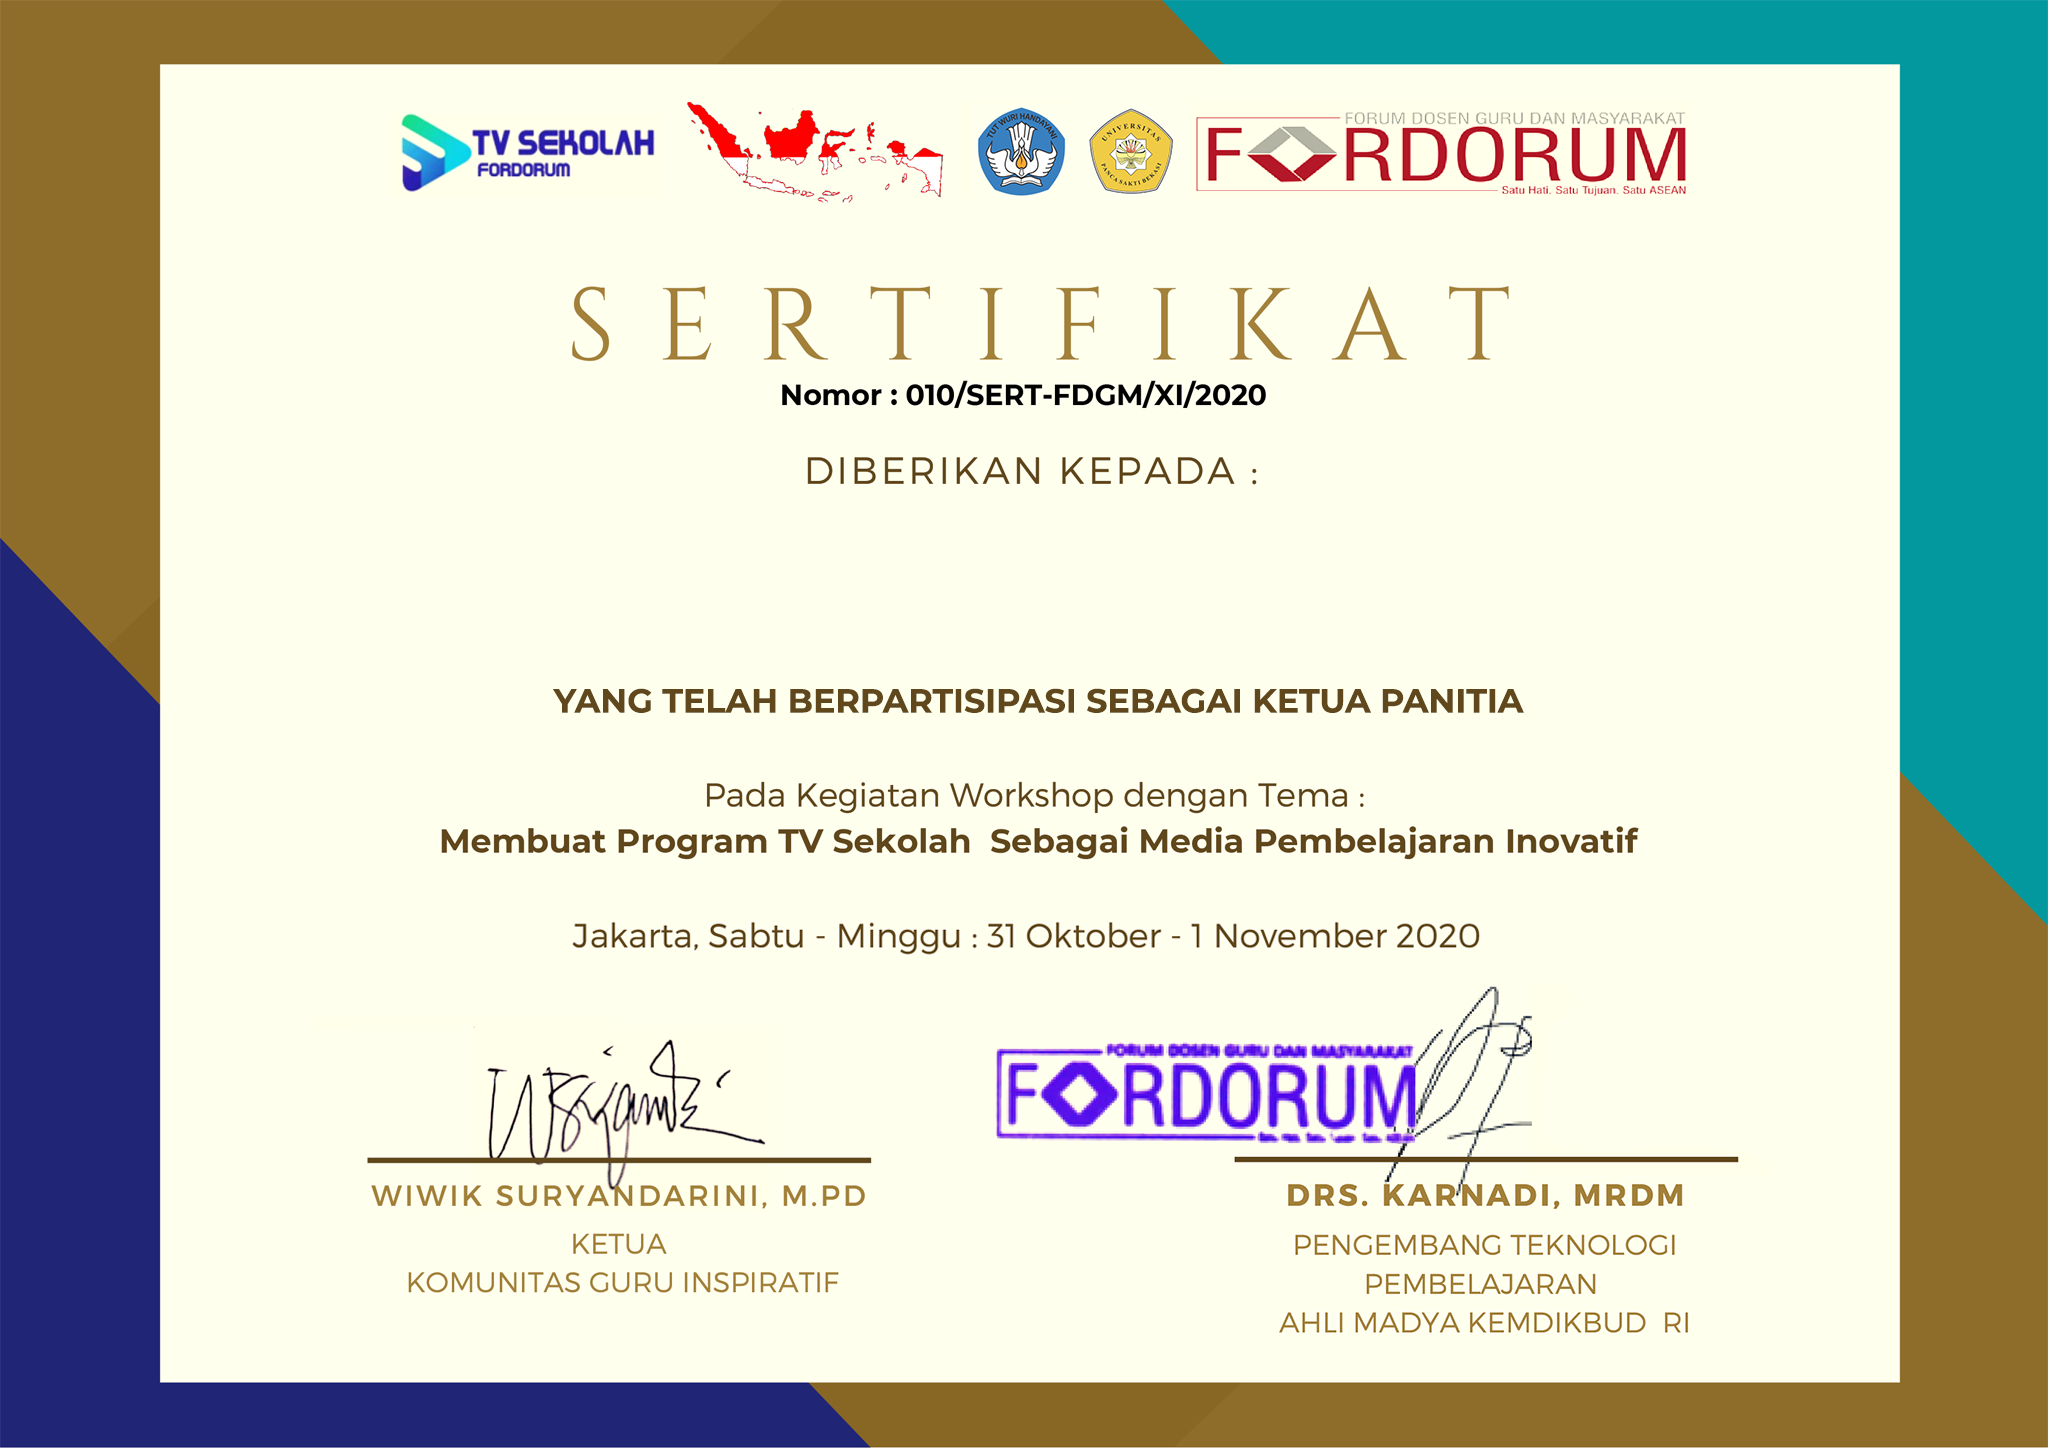 TV SEKOLAH
FORDORUM
TUT WURI HANDAYANI
UNIVERSITAS
PANCA SAKTI BEKASI
FORUM DOSEN GURU DAN MASYARAKAT
FORDORUM
Satu Hati. Satu Tujuan. Satu ASEAN
SERTIFIKAT
Nomor : 010/SERT-FDGM/XI/2020
DIBERIKAN KEPADA :
YANG TELAH BERPARTISIPASI SEBAGAI KETUA PANITIA
Pada Kegiatan Workshop dengan Tema :
Membuat Program TV Sekolah Sebagai Media Pembelajaran Inovatif
Jakarta, Sabtu - Minggu : 31 Oktober - 1 November 2020
FORUM DOSEN GURU DAN MASYARAKAT
FORDORUM
WIWIK SURYANDARINI, M.PD
KETUA
KOMUNITAS GURU INSPIRATIF
DRS. KARNADI, MRDM
PENGEMBANG TEKNOLOGI
PEMBELAJARAN
AHLI MADYA KEMDIKBUD RI